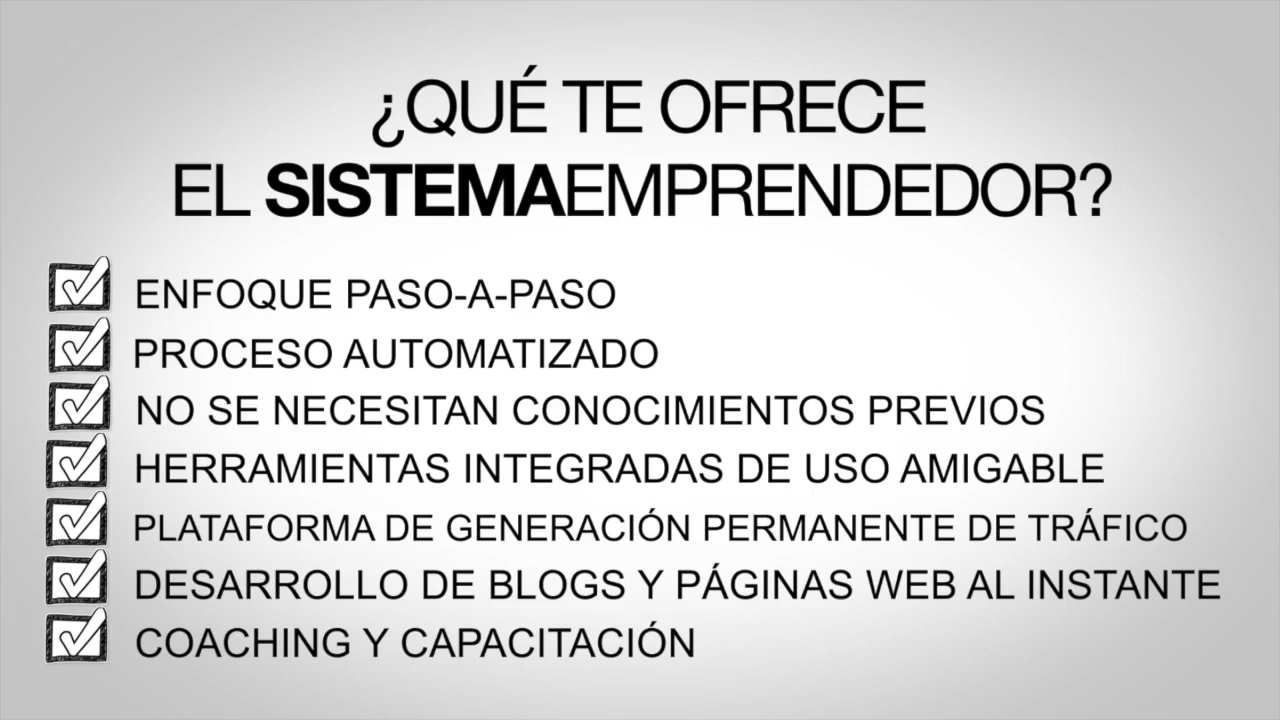 ¿QUÉ TE OFRECE
EL SISTEMAEMPRENDEDOR?
ENFOQUE PASO-A-PASO
PROCESO AUTOMATIZADO
NO SE NECESITAN CONOCIMIENTOS PREVIOS
HERRAMIENTAS INTEGRADAS DE USO AMIGABLE
PLATAFORMA DE GENERACIÓN PERMANENTE DE TRÁFICO
DESARROLLO DE BLOGS Y PÁGINAS WEB AL INSTANTE
COACHING Y CAPACITACIÓN